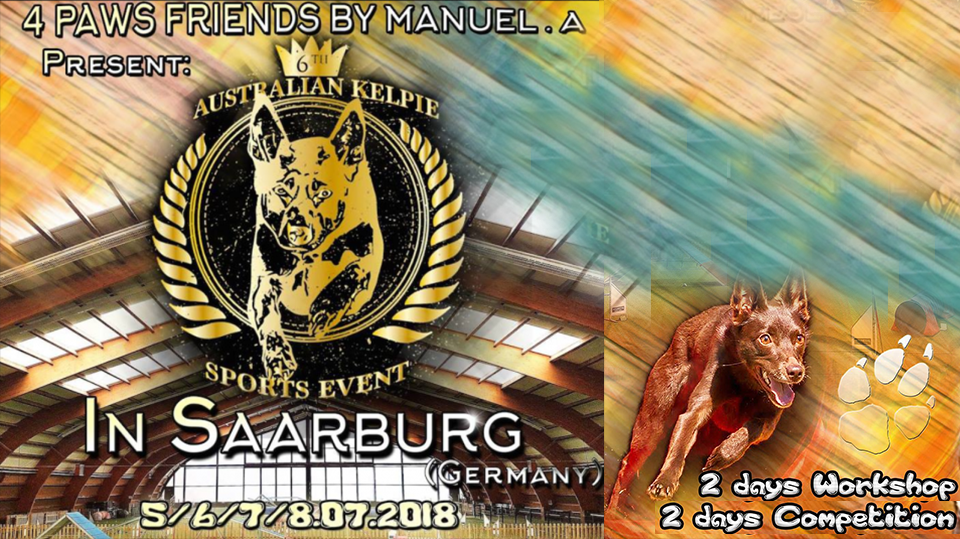 4 PAWS FRIENDS BY MANUEL.A
PRESENT:
6TH
AUSTRALIAN KELPIE
SPORTS EVENT
IN SAARBURG
(GERMANY)
5/6/7/8.07.2018
2 days Workshop
2 days Competition